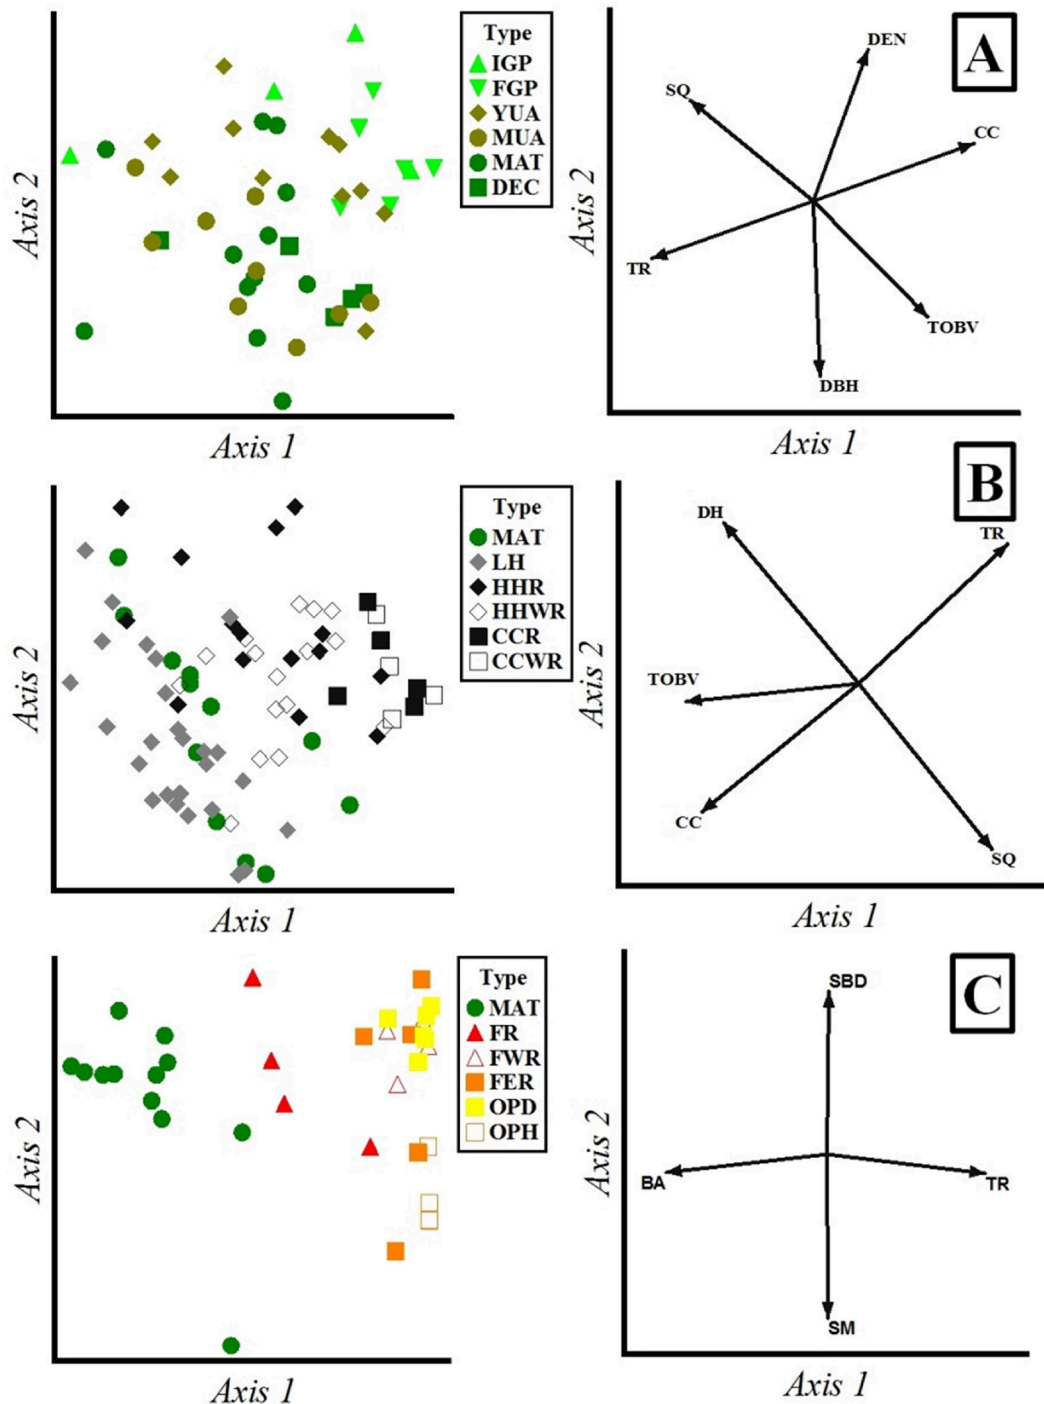 Type
IGP
FGP
YUA
MUA
MAT
DEC
Axis 2
Axis 1
A
DEN
SQ
CC
TR
TOBV
DBH
Axis 2
Axis 1
Type
MAT
LH
HHR
HHWR
CCR
CCWR
Axis 2
Axis 1
B
DH
TR
TOBV
CC
SQ
Axis 2
Axis 1
Type
MAT
FR
FWR
FER
OPD
OPH
Axis 2
Axis 1
C
SBD
BA
TR
SM
Axis 2
Axis 1